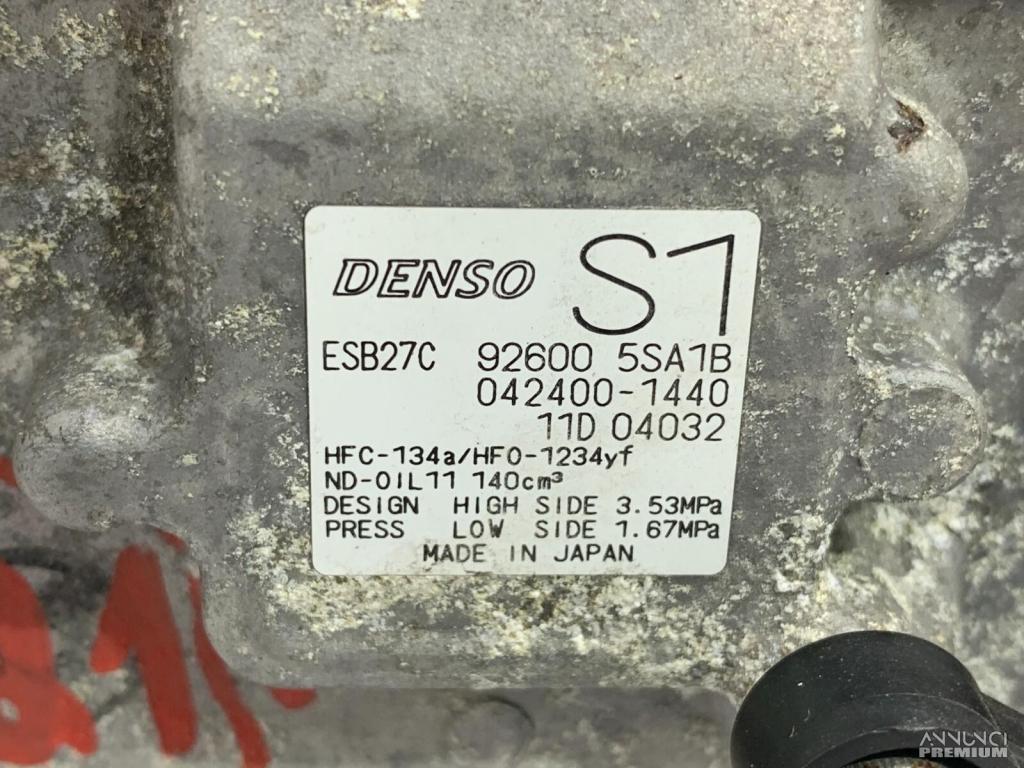 DENSO S1
ESB27C 92600 5SA1B
042400-1440
11D 04032
HFC-134a/HFO-1234yf
ND-OIL11 140cm³
DESIGN HIGH SIDE 3.53MPa
PRESS LOW SIDE 1.67MPa
MADE IN JAPAN
ANNUNCI
PREMIUM